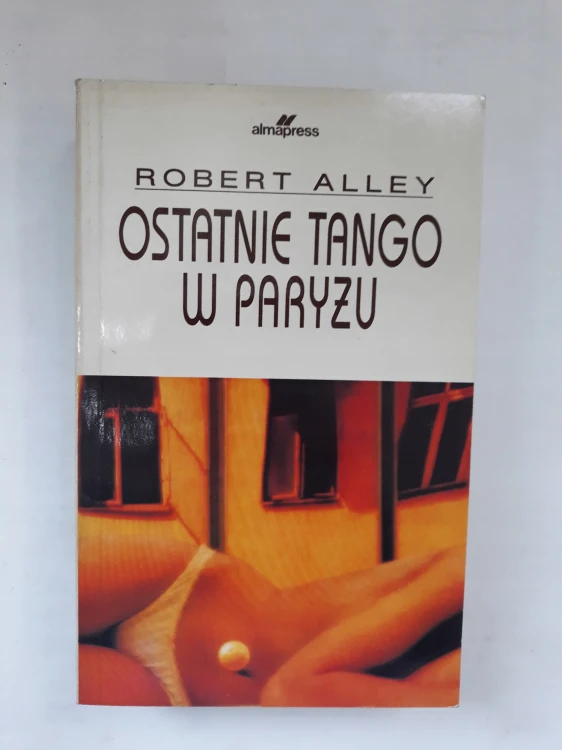 almapress
ROBERT ALLEY
OSTATNIE TANGO
W PARYŻU